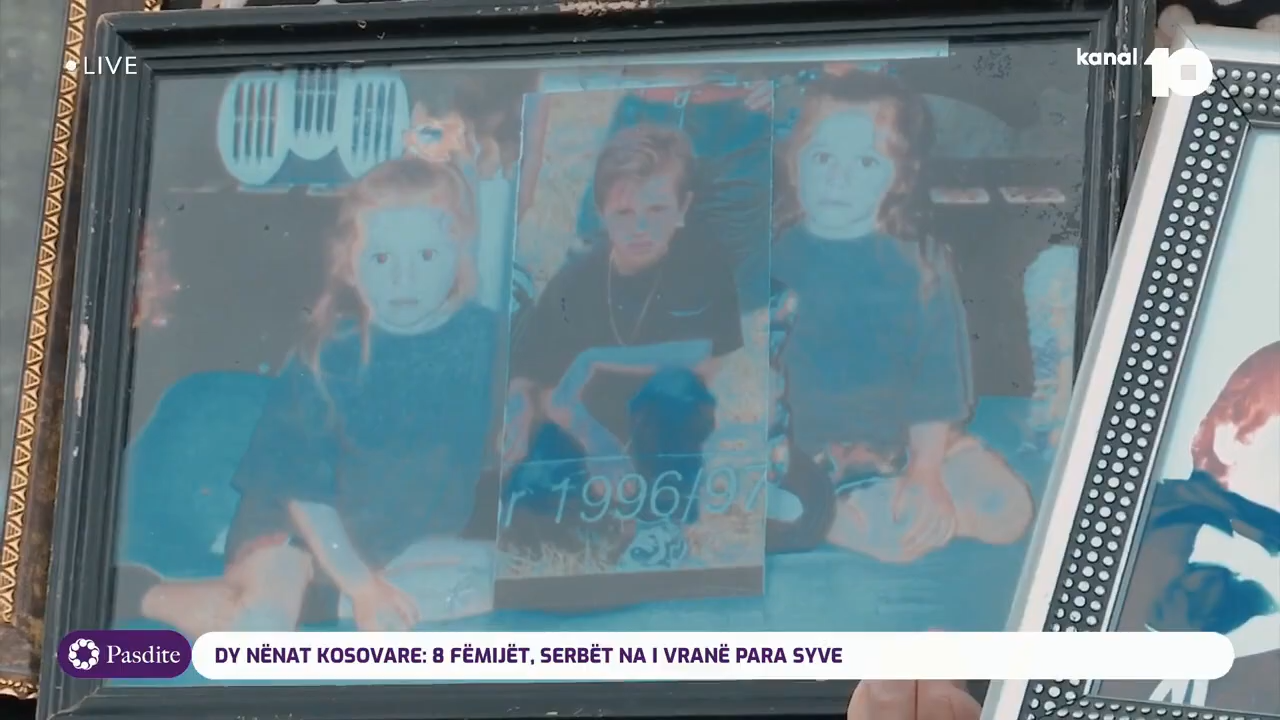 LIVE
kanal 10
r 1996/97
Pasdite
DY NËNAT KOSOVARE: 8 FËMIJËT, SERBËT NA I VRANË PARA SYVE